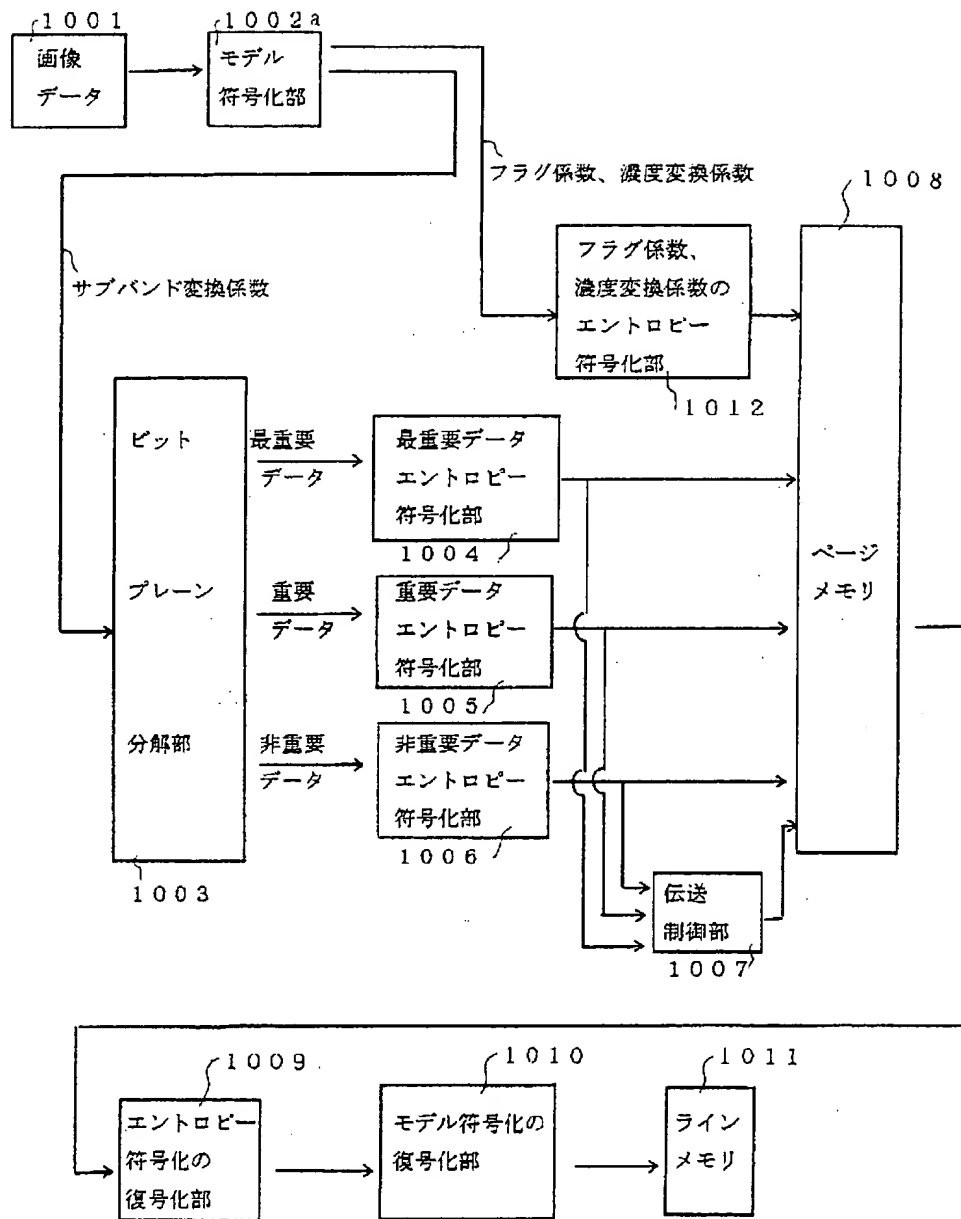 1001
画像
データ
1002a
モデル
符号化部
フラグ係数、濃度変換係数
サブバンド変換係数
フラグ係数、
濃度変換係数の
エントロピー
符号化部
1012
1008
ページ
メモリ
ビット
プレーン
分解部
1003
最重要
データ
最重要データ
エントロピー
符号化部
1004
重要
データ
重要データ
エントロピー
符号化部
1005
非重要
データ
非重要データ
エントロピー
符号化部
1006
伝送
制御部
1007
1009
エントロピー
符号化の
復号化部
1010
モデル符号化の
復号化部
1011
ライン
メモリ